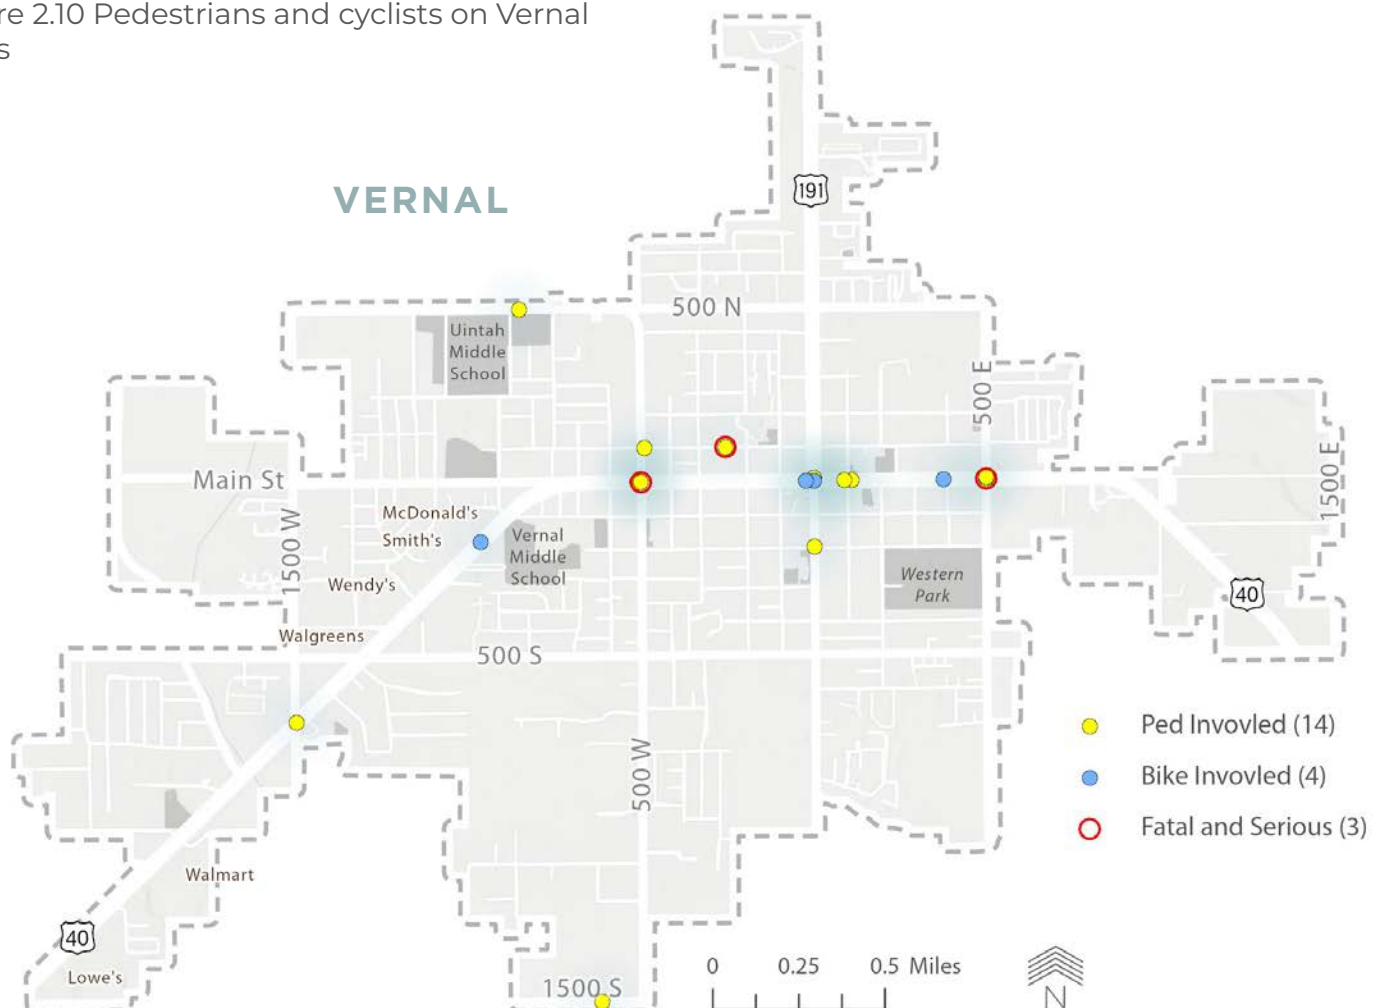 re 2.10 Pedestrians and cyclists on Vernal
s
VERNAL
191
500 N
Uintah
Middle
School
500 E
Main St
1500 E
McDonald's
Smith's
1500 W
Vernal
Middle
School
Wendy's
Western
Park
40
Walgreens
500 S
Ped Invovled (14)
500 W
Bike Invovled (4)
Fatal and Serious (3)
Walmart
40
Lowe's
0 0.25 0.5 Miles
1500 S
N